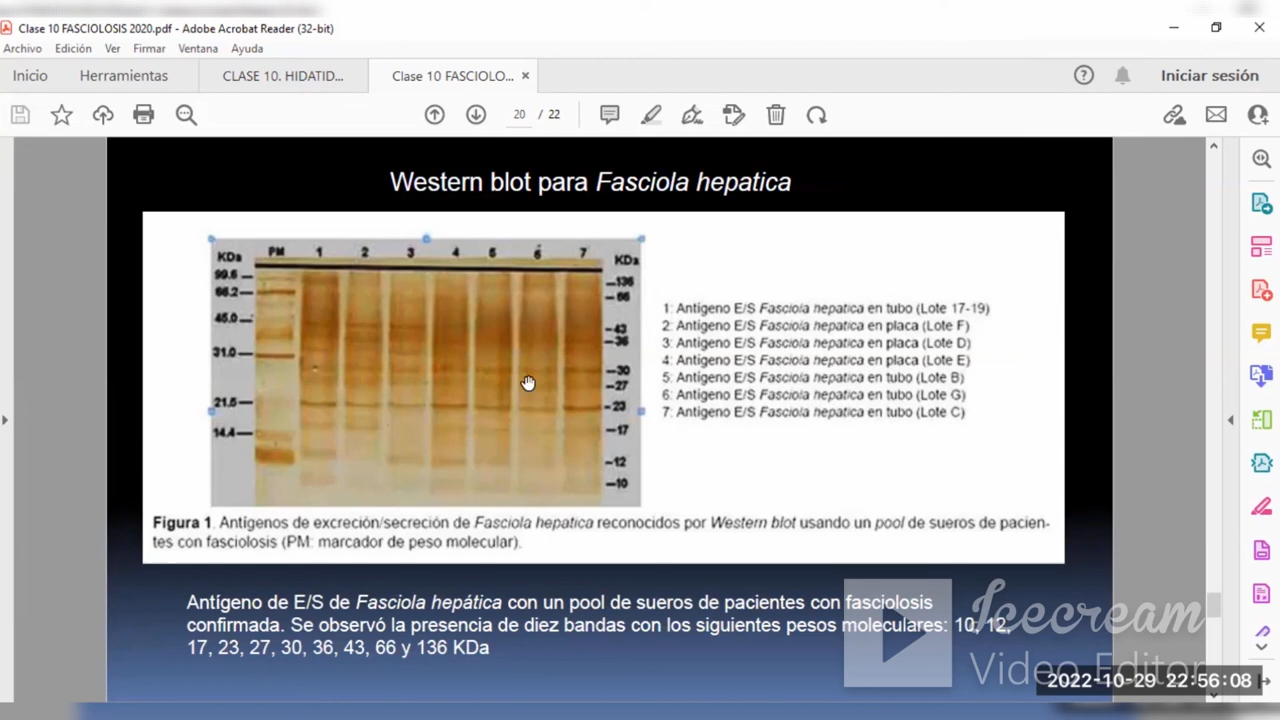 Clase 10 FASCIOLOSIS 2020.pdf - Adobe Acrobat Reader (32-bit)
Archivo Edición Ver Firmar Ventana Ayuda
Inicio Herramientas CLASE 10. HIDATID... Clase 10 FASCIOLO... × Iniciar sesión
20 / 22
Western blot para Fasciola hepatica
KDa PM 1 2 3 4 5 6 7 KDa
99.6
66.2
45.0
31.0
21.5
14.4
136
66
43
36
30
27
23
17
12
10
1: Antígeno E/S Fasciola hepatica en tubo (Lote 17-19)
2: Antígeno E/S Fasciola hepatica en placa (Lote F)
3: Antígeno E/S Fasciola hepatica en placa (Lote D)
4: Antígeno E/S Fasciola hepatica en placa (Lote E)
5: Antígeno E/S Fasciola hepatica en tubo (Lote B)
6: Antígeno E/S Fasciola hepatica en tubo (Lote G)
7: Antígeno E/S Fasciola hepatica en tubo (Lote C)
Figura 1. Antígenos de excreción/secreción de Fasciola hepatica reconocidos por Western blot usando un pool de sueros de pacien-
tes con fasciolosis (PM: marcador de peso molecular).
Antígeno de E/S de Fasciola hepática con un pool de sueros de pacientes con fasciolosis
confirmada. Se observó la presencia de diez bandas con los siguientes pesos moleculares: 10, 12,
17, 23, 27, 30, 36, 43, 66 y 136 KDa
Icecream
Video Editor
2022-10-29 22:56:08